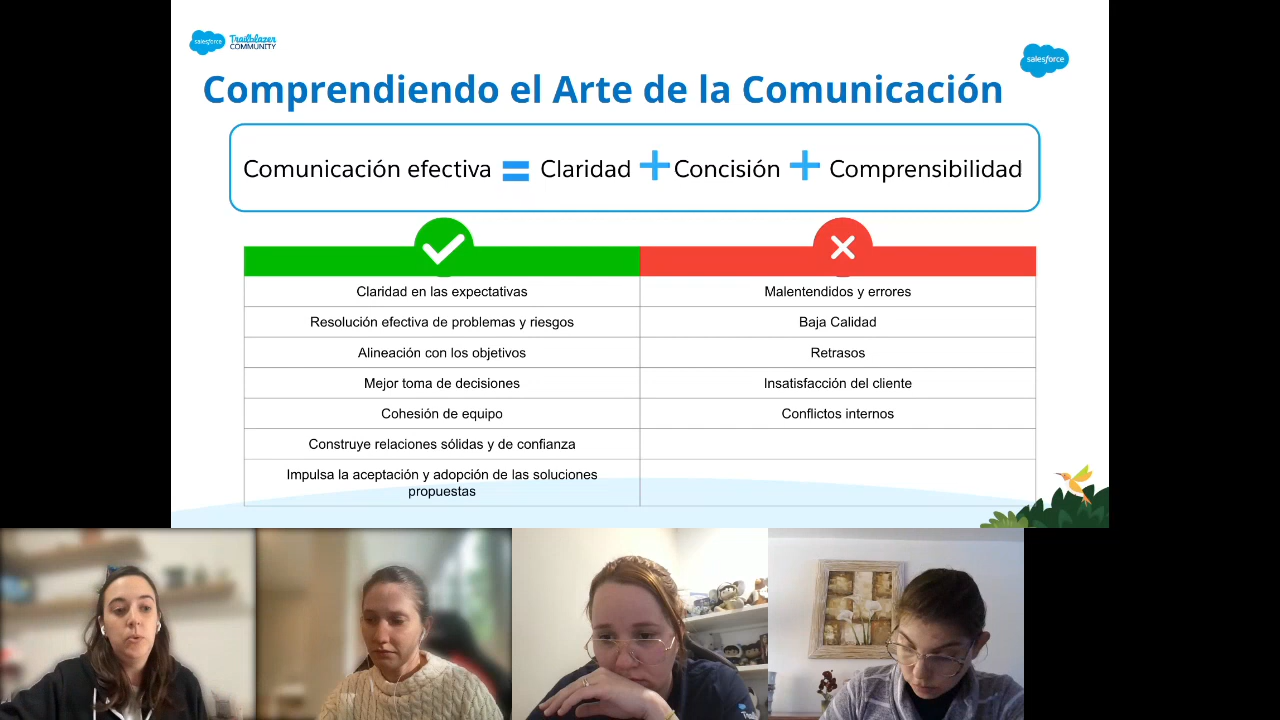 salesforce
Trailblazer
COMMUNITY
salesforce
Comprendiendo el Arte de la Comunicación
Comunicación efectiva = Claridad + Concisión + Comprensibilidad
Claridad en las expectativas
Malentendidos y errores
Resolución efectiva de problemas y riesgos
Baja Calidad
Alineación con los objetivos
Retrasos
Mejor toma de decisiones
Insatisfacción del cliente
Cohesión de equipo
Conflictos internos
Construye relaciones sólidas y de confianza
Impulsa la aceptación y adopción de las soluciones
propuestas